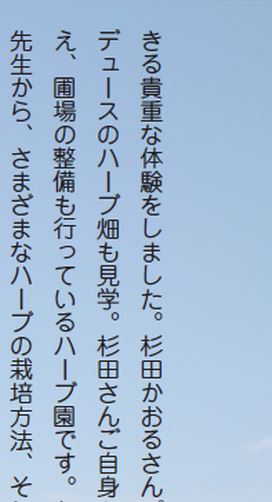 きる貴重な体験をしました。杉田かおるさんプ
デュースのハーブ畑も見学。杉田さんご自身
え、圃場の整備も行っているハーブ園です。
先生から、さまざまなハーブの栽培方法、そ